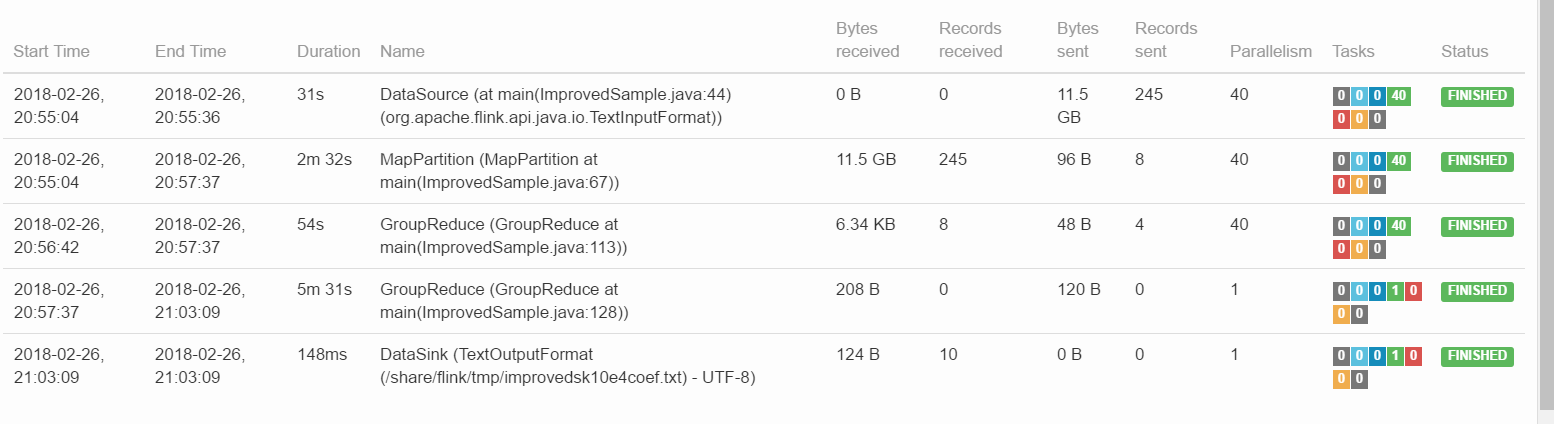 Start Time End Time Duration Name Bytes received Records received Bytes sent Records sent Parallelism Tasks Status
2018-02-26, 20:55:04 2018-02-26, 20:55:36 31s DataSource (at main(ImprovedSample.java:44) (org.apache.flink.api.java.io.TextInputFormat)) 0 B 0 11.5 GB 245 40 0 0 0 40 0 0 0 FINISHED
2018-02-26, 20:55:04 2018-02-26, 20:57:37 2m 32s MapPartition (MapPartition at main(ImprovedSample.java:67)) 11.5 GB 245 96 B 8 40 0 0 0 40 0 0 0 FINISHED
2018-02-26, 20:56:42 2018-02-26, 20:57:37 54s GroupReduce (GroupReduce at main(ImprovedSample.java:113)) 6.34 KB 8 48 B 4 40 0 0 0 40 0 0 0 FINISHED
2018-02-26, 20:57:37 2018-02-26, 21:03:09 5m 31s GroupReduce (GroupReduce at main(ImprovedSample.java:128)) 208 B 0 120 B 0 1 0 0 0 1 0 0 0 FINISHED
2018-02-26, 21:03:09 2018-02-26, 21:03:09 148ms DataSink (TextOutputFormat (/share/flink/tmp/improvedsk10e4coef.txt) - UTF-8) 124 B 10 0 B 0 1 0 0 0 1 0 0 0 FINISHED